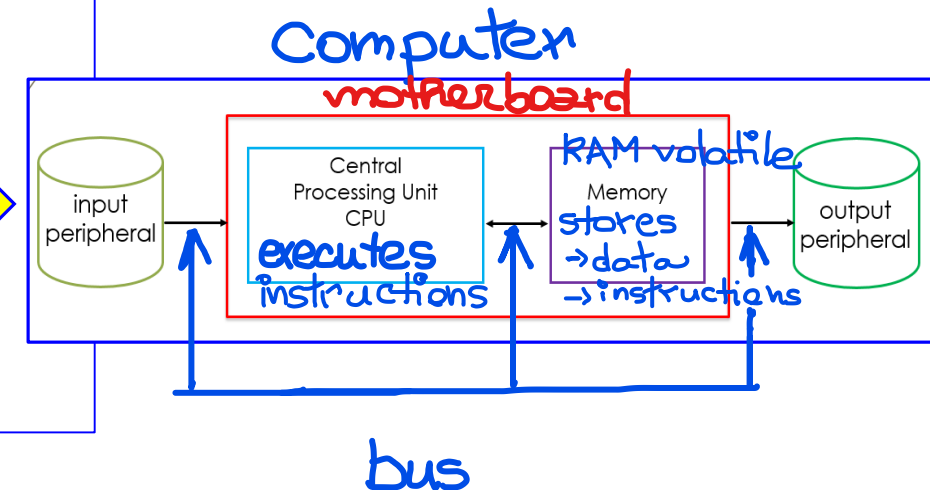 Computer
motherboard
input
peripheral
Central
Processing Unit
CPU
executes
instructions
RAM volatile
Memory
stores
→data
→instructions
output
peripheral
bus